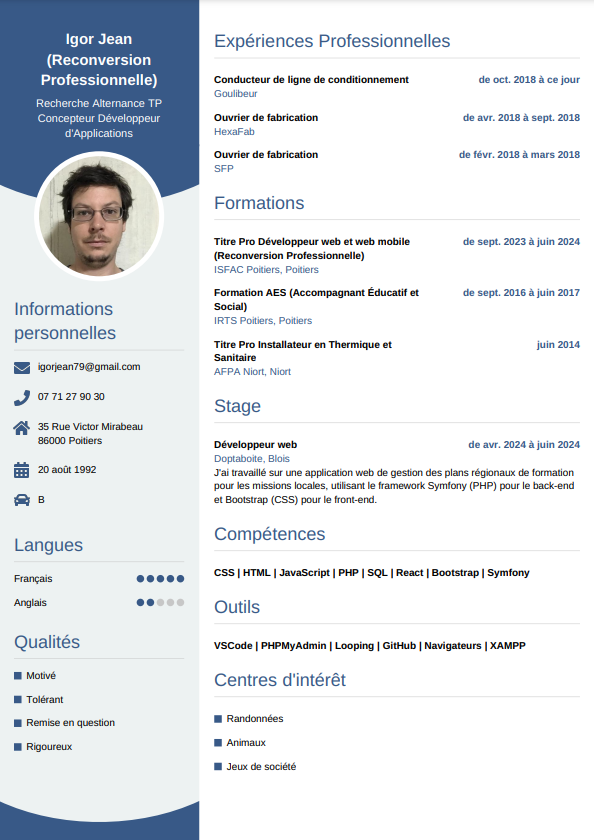 Igor Jean
(Reconversion
Professionnelle)
Recherche Alternance TP
Concepteur Développeur
d'Applications
Informations
personnelles
igorjean79@gmail.com
07 71 27 90 30
35 Rue Victor Mirabeau
86000 Poitiers
20 août 1992
B
Langues
Français
Anglais
Qualités
Motivé
Tolérant
Remise en question
Rigoureux
Expériences Professionnelles
Conducteur de ligne de conditionnement de oct. 2018 à ce jour
Goulibeur
Ouvrier de fabrication de avr. 2018 à sept. 2018
HexaFab
Ouvrier de fabrication de févr. 2018 à mars 2018
SFP
Formations
Titre Pro Développeur web et web mobile de sept. 2023 à juin 2024
(Reconversion Professionnelle)
ISFAC Poitiers, Poitiers
Formation AES (Accompagnant Éducatif et de sept. 2016 à juin 2017
Social)
IRTS Poitiers, Poitiers
Titre Pro Installateur en Thermique et juin 2014
Sanitaire
AFPA Niort, Niort
Stage
Développeur web de avr. 2024 à juin 2024
Doptaboite, Blois
J'ai travaillé sur une application web de gestion des plans régionaux de formation
pour les missions locales, utilisant le framework Symfony (PHP) pour le back-end
et Bootstrap (CSS) pour le front-end.
Compétences
CSS | HTML | JavaScript | PHP | SQL | React | Bootstrap | Symfony
Outils
VSCode | PHPMyAdmin | Looping | GitHub | Navigateurs | XAMPP
Centres d'intérêt
Randonnées
Animaux
Jeux de société